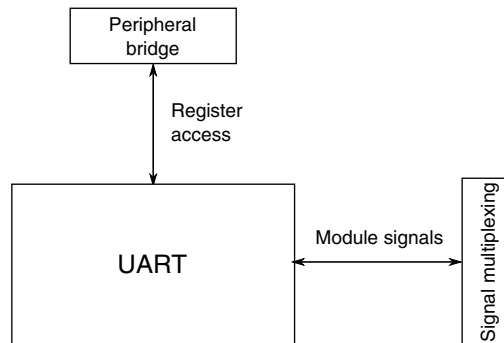 Peripheral
bridge
Register
access
UART
Module signals
Signal multiplexing